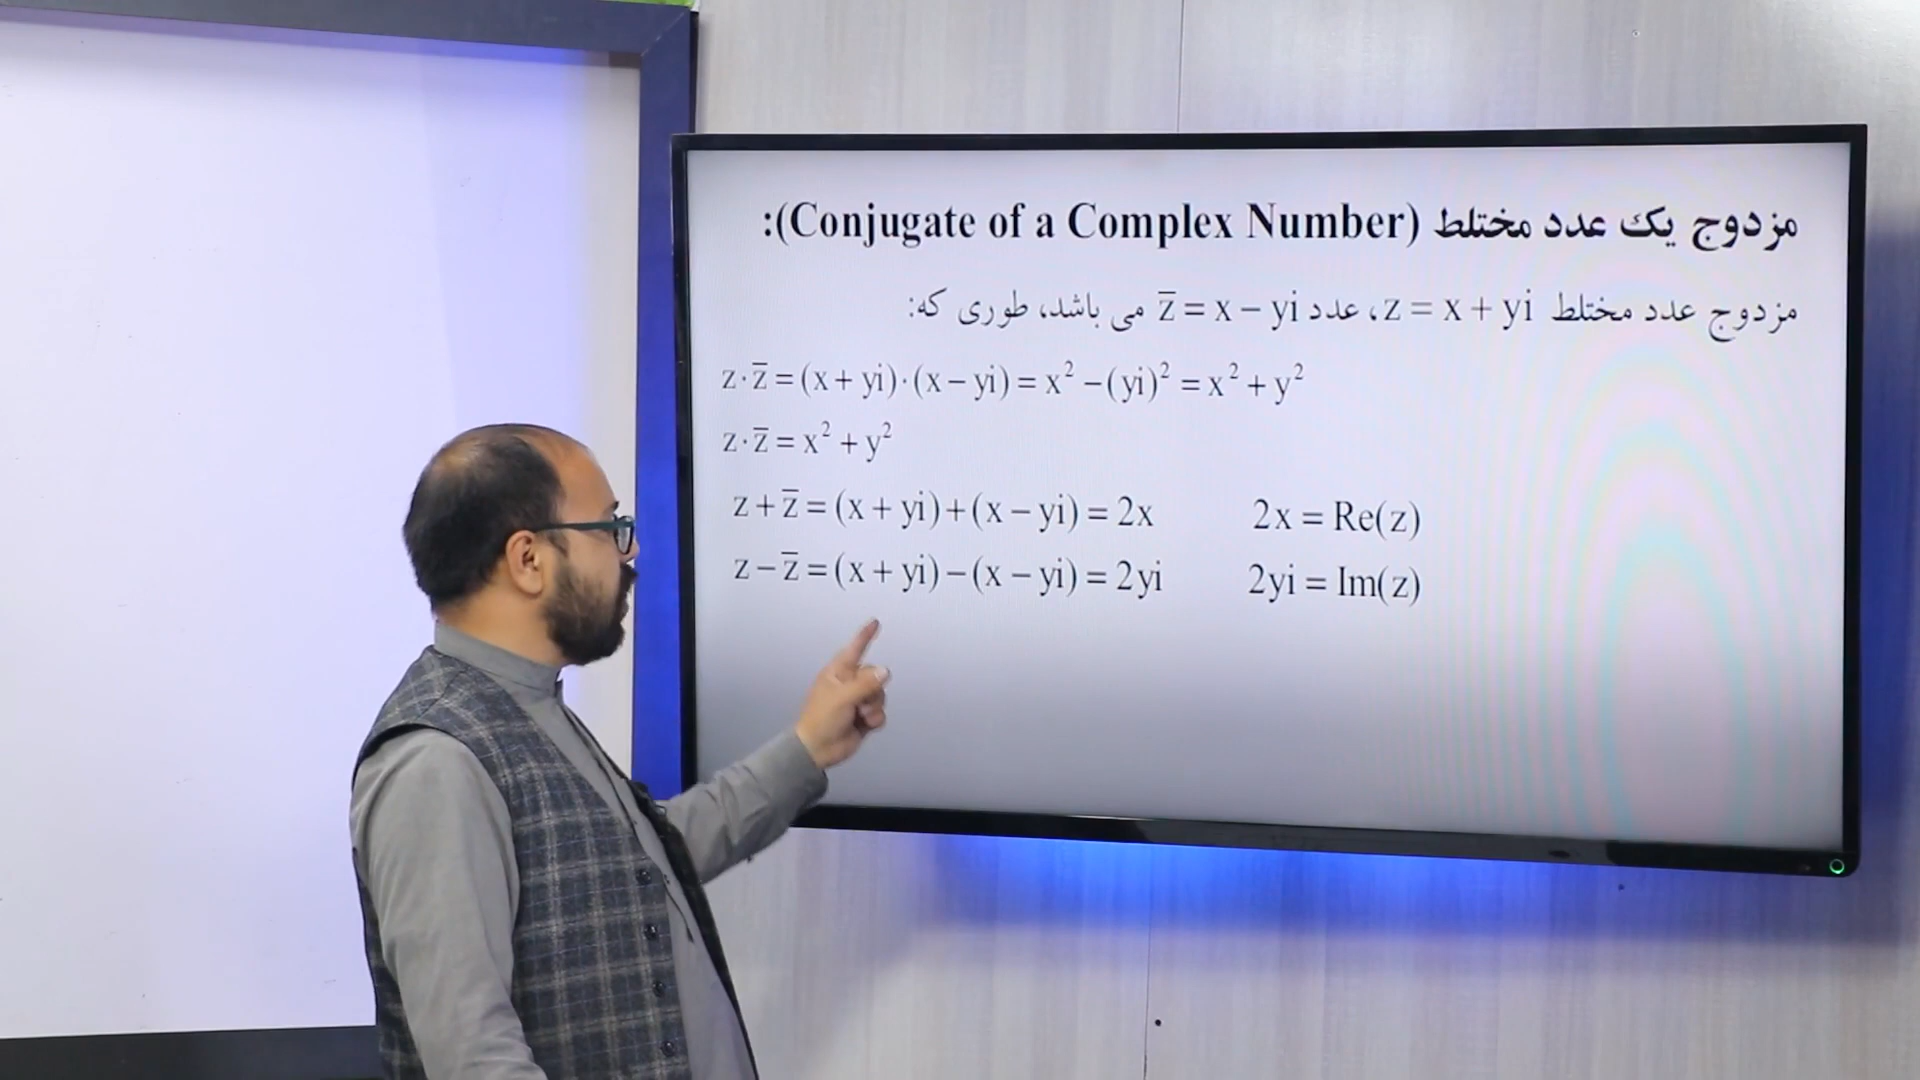 مزدوج یک عدد مختلط (Conjugate of a Complex Number):
مزدوج عدد مختلط z = x + yi، عدد z̅ = x − yi می باشد، طوری که:
z·z̅ = (x + yi)·(x − yi) = x² − (yi)² = x² + y²
z·z̅ = x² + y²
z + z̅ = (x + yi) + (x − yi) = 2x 2x = Re(z)
z − z̅ = (x + yi) − (x − yi) = 2yi 2yi = Im(z)